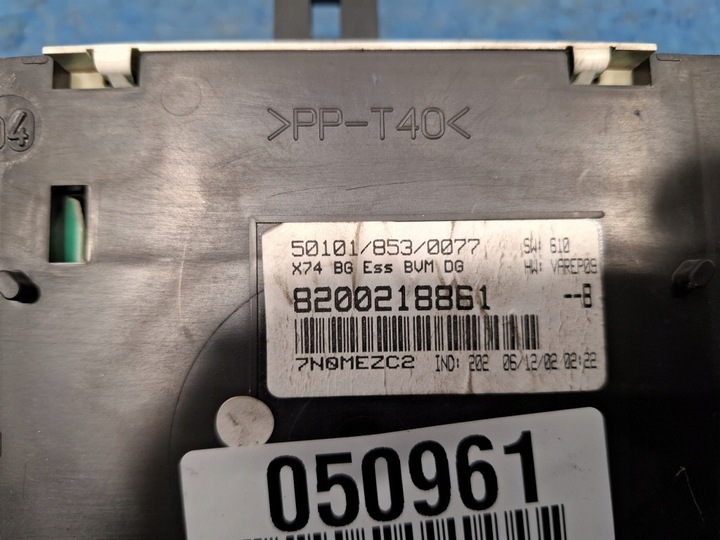 >PP-T40<
04
50101/853/0077 SW: 610
X74 BG Ess BVM DG HW: VAREP09
8200218861 --B
7N0MEZC2 IND: 202 06/12/02 02:22
050961